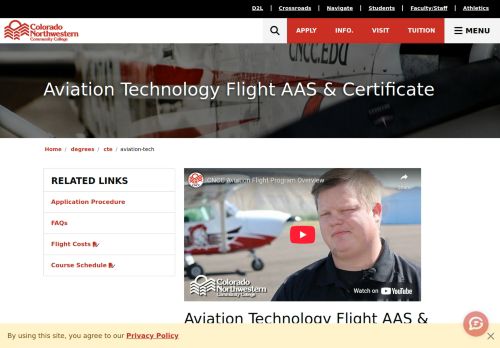 D2L | Crossroads | Navigate | Students | Faculty/Staff | Athletics
Colorado
Northwestern
Community College
APPLY INFO. VISIT TUITION MENU
CNCC.EDU
Aviation Technology Flight AAS & Certificate
Home / degrees / cte / aviation-tech
RELATED LINKS
Application Procedure
FAQs
Flight Costs
Course Schedule
CNCC Aviation Flight Program Overview
Share
Colorado
Northwestern
Community College
Watch on YouTube
Aviation Technology Flight AAS &
By using this site, you agree to our Privacy Policy
×